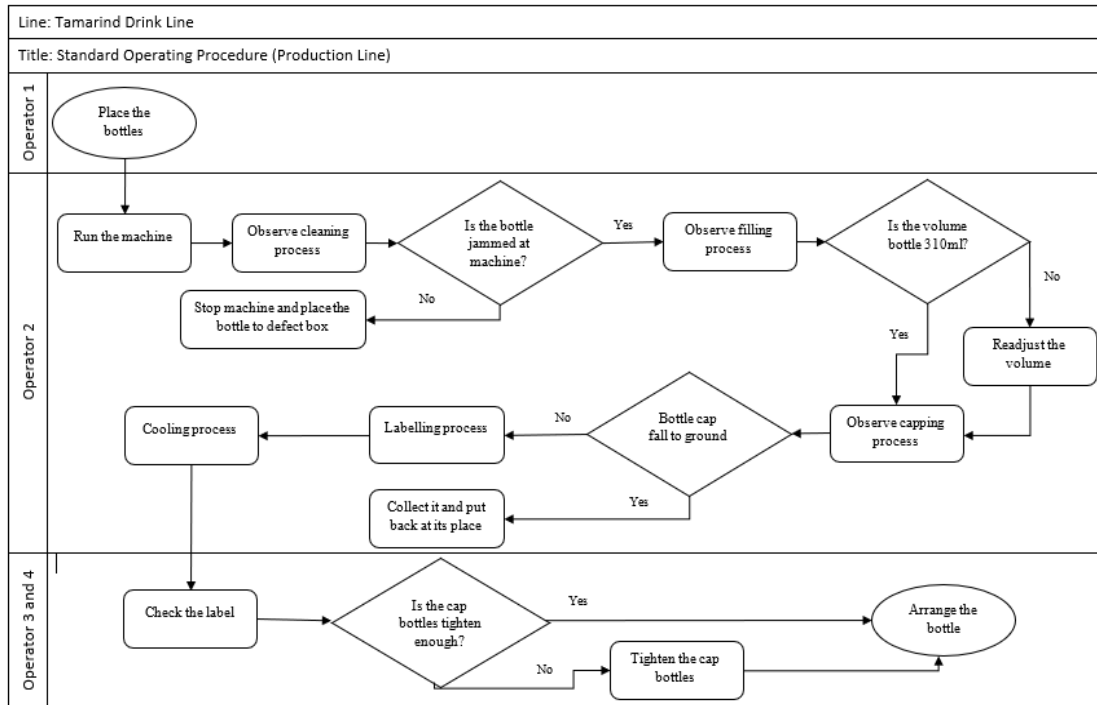 Line: Tamarind Drink Line
Title: Standard Operating Procedure (Production Line)
Operator 1
Place the
bottles
Operator 2
Run the machine
Observe cleaning
process
Is the bottle
jammed at
machine?
Yes
Observe filling
process
Is the volume
bottle 310ml?
No
No
Stop machine and place the
bottle to defect box
Yes
Readjust the
volume
Cooling process
Labelling process
No
Bottle cap
fall to ground
Observe capping
process
Yes
Collect it and put
back at its place
Operator 3 and 4
Check the label
Is the cap
bottles tighten
enough?
Yes
Arrange the
bottle
No
Tighten the cap
bottles